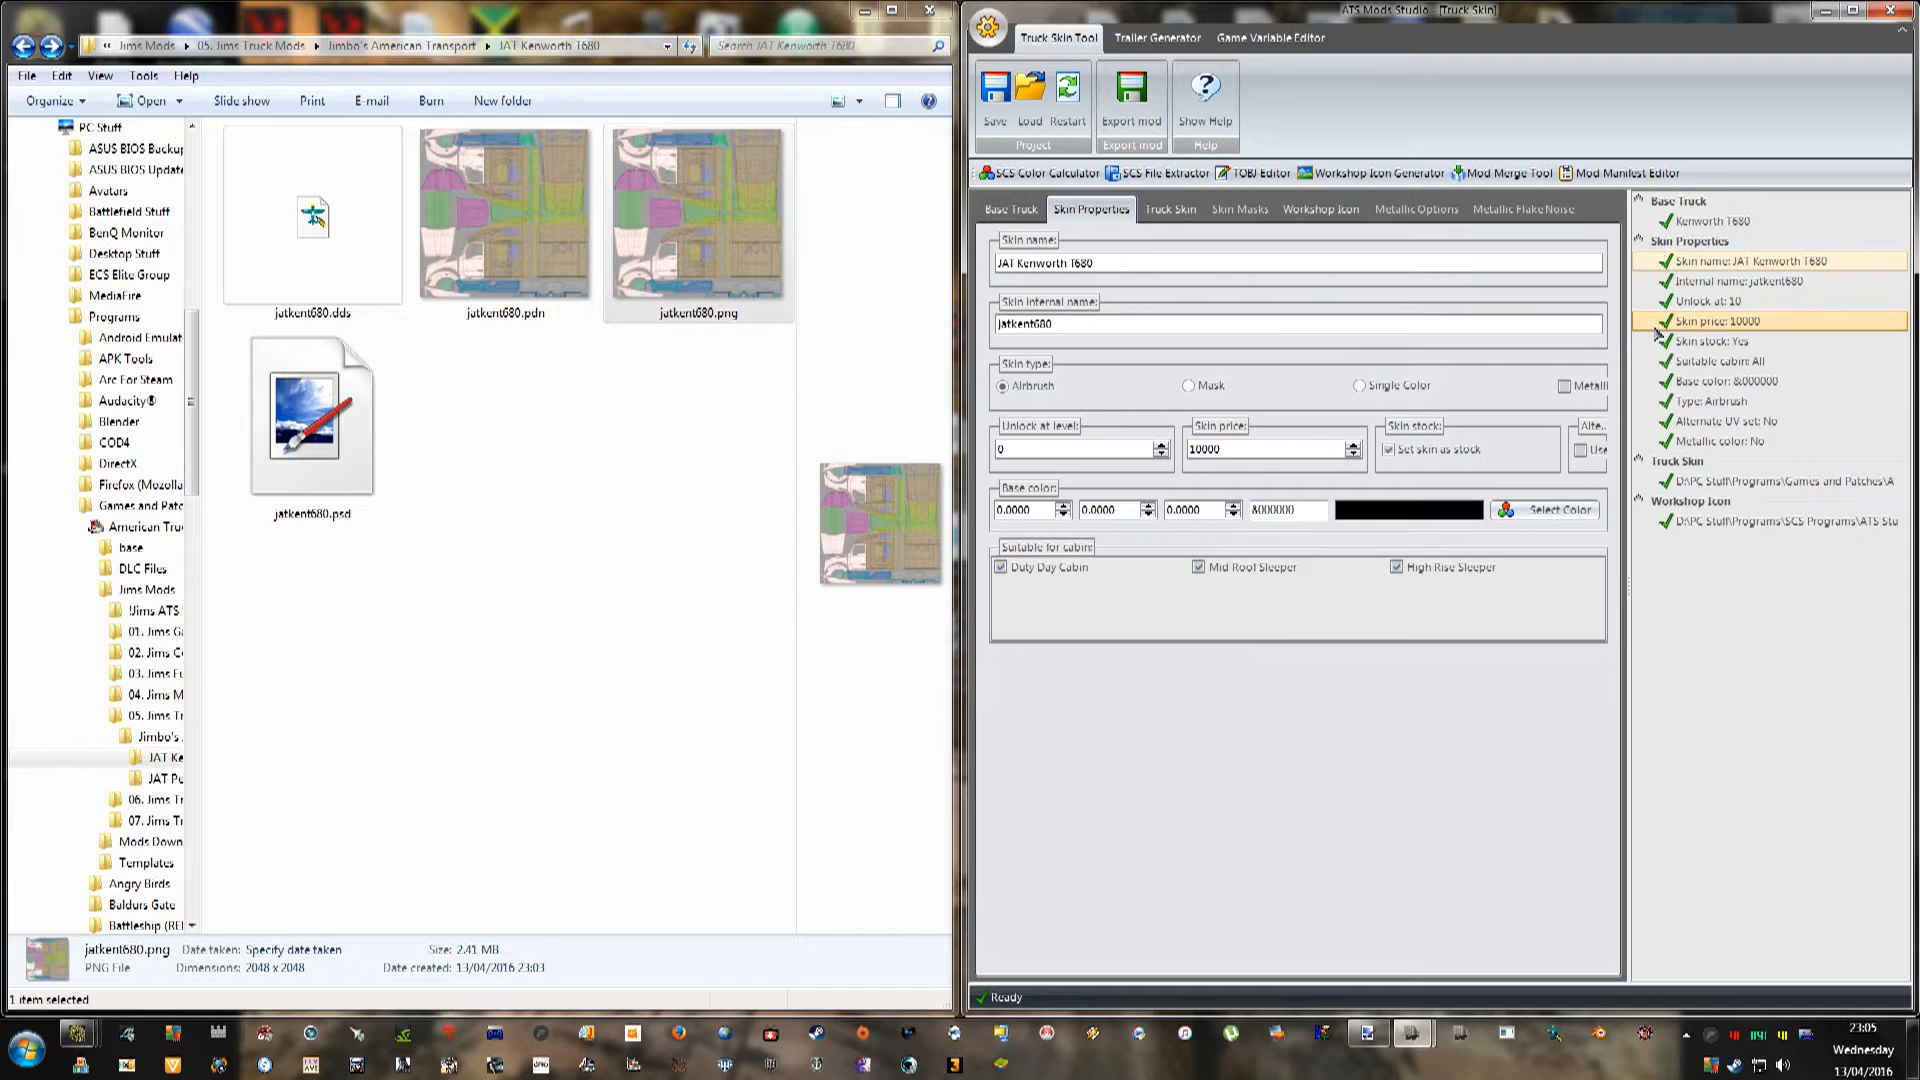 « Jims Mods ▸ 05. Jims Truck Mods ▸ Jimbo's American Transport ▸ JAT Kenworth T680
Search JAT Kenworth T680
File Edit View Tools Help
Organize Open Slide show Print E-mail Burn New folder
PC Stuff
ASUS BIOS Backup
ASUS BIOS Update
Avatars
Battlefield Stuff
BenQ Monitor
Desktop Stuff
ECS Elite Group
MediaFire
Programs
Android Emulat
APK Tools
Arc For Steam
Audacity®
Blender
COD4
DirectX
Firefox (Mozolla
Games and Patc
American Truc
base
DLC Files
Jims Mods
!Jims ATS
01. Jims Ga
02. Jims C
03. Jims Fu
04. Jims M
05. Jims Tr
Jimbo's
JAT Ke
JAT Pe
06. Jims Tr
07. Jims Tr
Mods Down
Templates
Angry Birds
Baldurs Gate
Battleship (RE
jatkent680.dds
jatkent680.pdn
jatkent680.png
jatkent680.psd
jatkent680.png Date taken: Specify date taken Size: 2.41 MB
PNG File Dimensions: 2048 x 2048 Date created: 13/04/2016 23:03
1 item selected
ATS Mods Studio - [Truck Skin]
Truck Skin Tool Trailer Generator Game Variable Editor
Save Load Restart Export mod Show Help
Project Export mod Help
SCS Color Calculator SCS File Extractor TOBJ Editor Workshop Icon Generator Mod Merge Tool Mod Manifest Editor
Base Truck Skin Properties Truck Skin Skin Masks Workshop Icon Metallic Options Metallic Flake Noise
Skin name:
JAT Kenworth T680
Skin internal name:
jatkent680
Skin type:
Airbrush Mask Single Color Metalli
Unlock at level: Skin price: Skin stock: Alte..
0 10000 Set skin as stock Use
Base color:
0.0000 0.0000 0.0000 &000000 Select Color
Suitable for cabin:
Duty Day Cabin Mid Roof Sleeper High Rise Sleeper
Base Truck
Kenworth T680
Skin Properties
Skin name: JAT Kenworth T680
Internal name: jatkent680
Unlock at: 10
Skin price: 10000
Skin stock: Yes
Suitable cabin: All
Base color: &000000
Type: Airbrush
Alternate UV set: No
Metallic color: No
Truck Skin
D:\PC Stuff\Programs\Games and Patches\A
Workshop Icon
D:\PC Stuff\Programs\SCS Programs\ATS Stu
Ready
23:05
Wednesday
13/04/2016